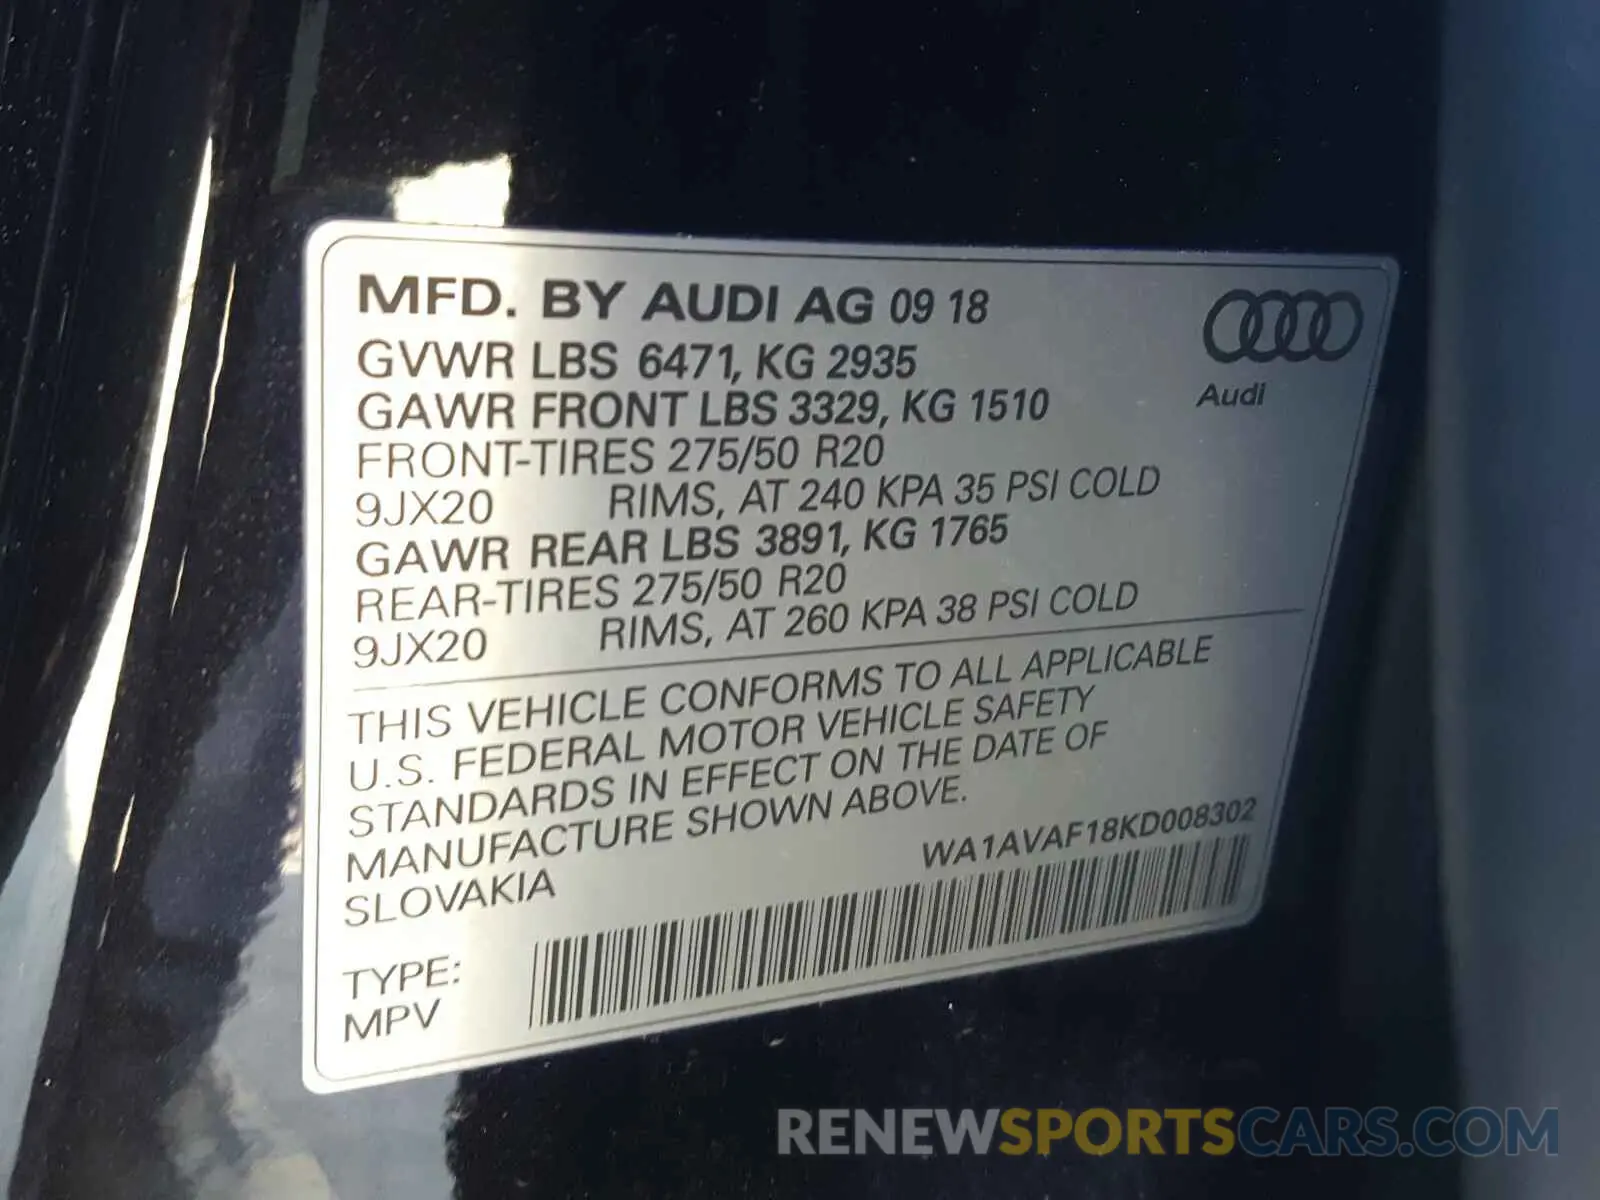 MFD. BY AUDI AG 09 18
GVWR LBS 6471, KG 2935
GAWR FRONT LBS 3329, KG 1510
FRONT-TIRES 275/50 R20
9JX20 RIMS, AT 240 KPA 35 PSI COLD
GAWR REAR LBS 3891, KG 1765
REAR-TIRES 275/50 R20
9JX20 RIMS, AT 260 KPA 38 PSI COLD
Audi
THIS VEHICLE CONFORMS TO ALL APPLICABLE
U.S. FEDERAL MOTOR VEHICLE SAFETY
STANDARDS IN EFFECT ON THE DATE OF
MANUFACTURE SHOWN ABOVE.
SLOVAKIA
WA1AVAF18KD008302
TYPE:
MPV
RENEWSPORTSCARS.COM